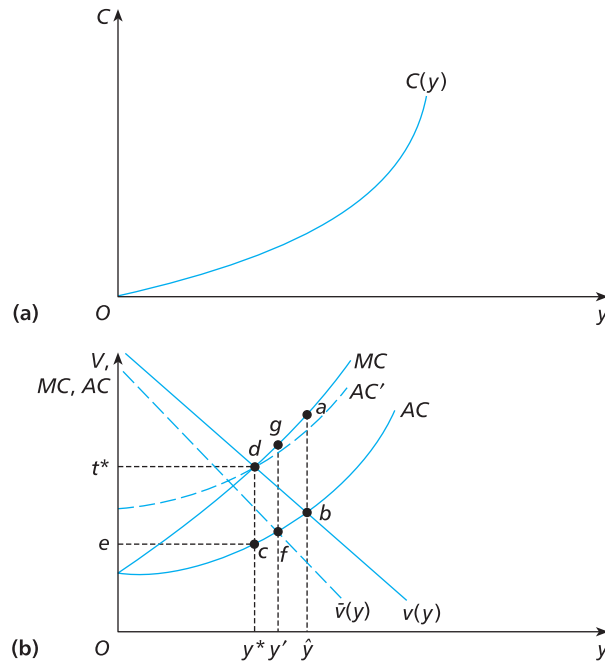 C
C(y)
(a)
O
y
V,
MC, AC
MC
AC′
AC
a
g
d
t*
b
e
c
f
v̄(y)
v(y)
(b)
O
y* y′ ŷ
y